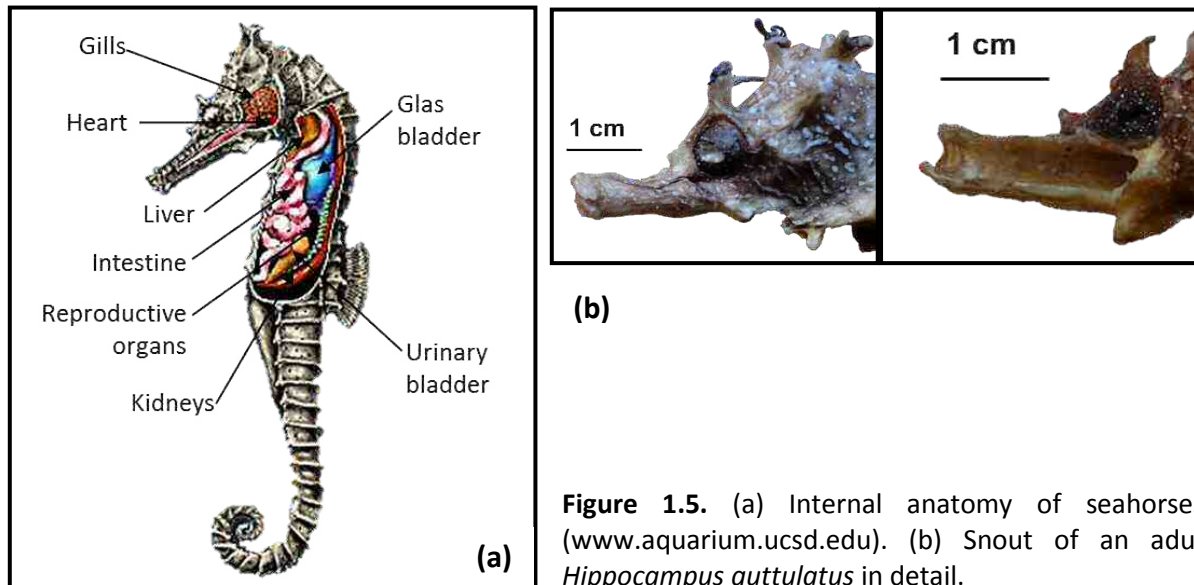 Gills
Heart
Glas
bladder
Liver
Intestine
Reproductive
organs
Kidneys
Urinary
bladder
(a)
1 cm
1 cm
(b)
Figure 1.5. (a) Internal anatomy of seahorse
(www.aquarium.ucsd.edu). (b) Snout of an adu
Hippocampus guttulatus in detail.